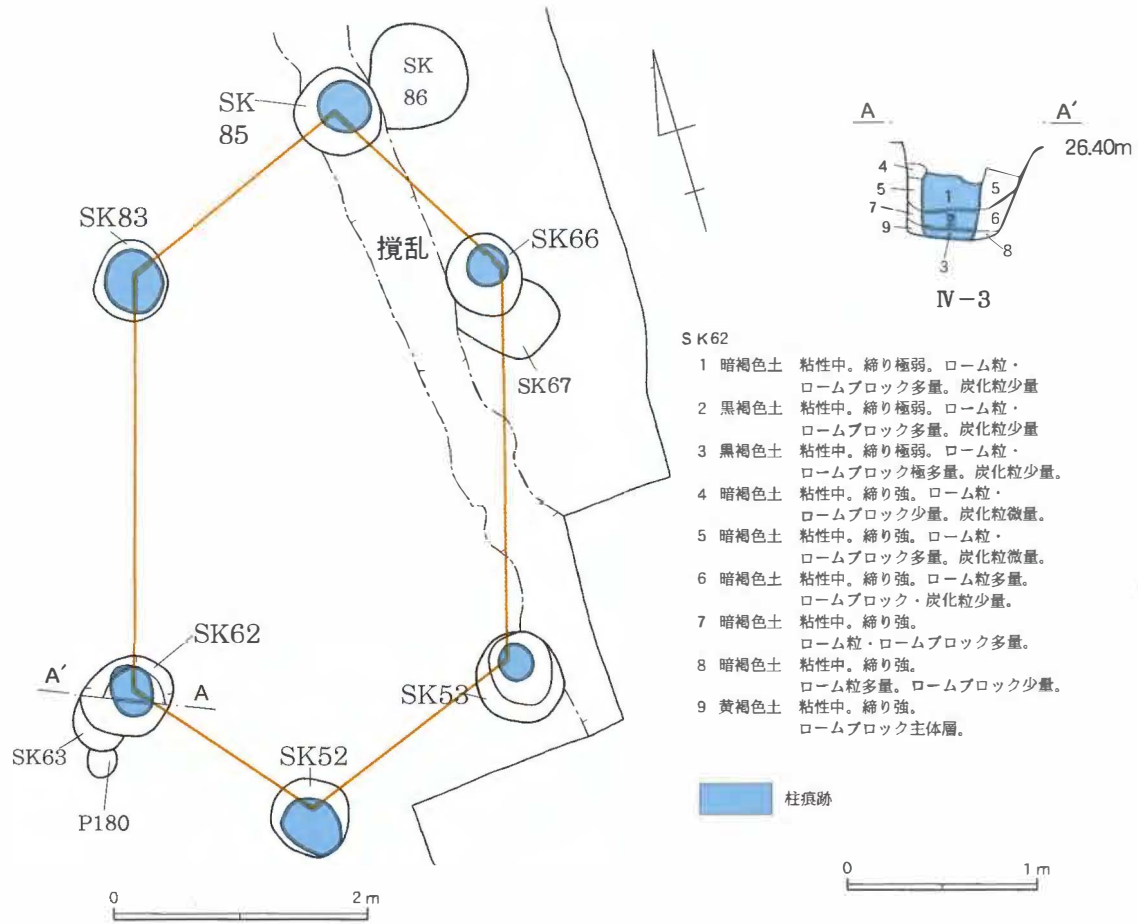 SK
86
SK
85
SK83
SK66
攪乱
SK67
SK62
A′
A
SK63
P180
SK53
SK52
0
2 m
A
A′
26.40m
4
5
7
9
1
2
3
5
6
8
Ⅳ－3
SK62
1 暗褐色土 粘性中。締り極弱。ローム粒・
ロームブロック多量。炭化粒少量
2 黒褐色土 粘性中。締り極弱。ローム粒・
ロームブロック多量。炭化粒少量
3 黒褐色土 粘性中。締り極弱。ローム粒・
ロームブロック極多量。炭化粒少量。
4 暗褐色土 粘性中。締り強。ローム粒・
ロームブロック少量。炭化粒微量。
5 暗褐色土 粘性中。締り強。ローム粒・
ロームブロック多量。炭化粒微量。
6 暗褐色土 粘性中。締り強。ローム粒多量。
ロームブロック・炭化粒少量。
7 暗褐色土 粘性中。締り強。
ローム粒・ロームブロック多量。
8 暗褐色土 粘性中。締り強。
ローム粒多量。ロームブロック少量。
9 黄褐色土 粘性中。締り強。
ロームブロック主体層。
柱痕跡
0
1 m